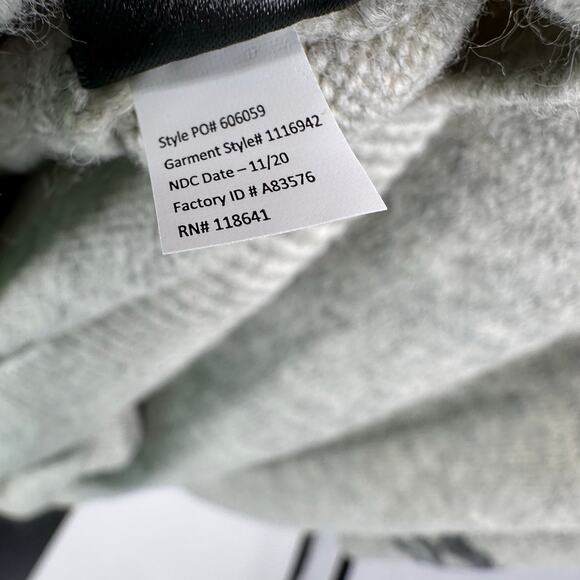 Style PO# 606059
Garment Style# 1116942
NDC Date – 11/20
Factory ID # A83576
RN# 118641